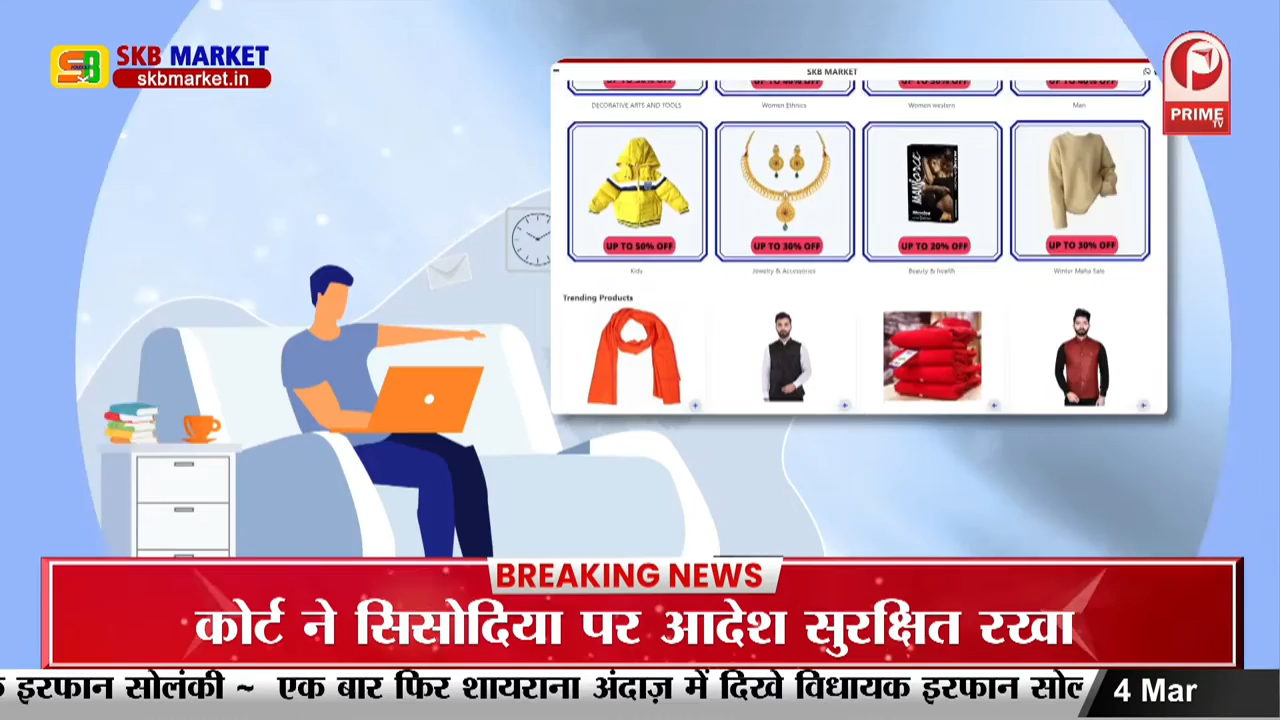 SKB MARKET
skbmarket.in
SKB MARKET
DECORATIVE ARTS AND TOOLS
Women Ethnics
Women western
Man
UP TO 50% OFF
UP TO 30% OFF
UP TO 20% OFF
UP TO 30% OFF
Kids
Jewelry & Accessories
Beauty & health
Winter Maha Sale
Trending Products
PRIME
TV
BREAKING NEWS
कोर्ट ने सिसोदिया पर आदेश सुरक्षित रखा
इरफान सोलंकी ~ एक बार फिर शायराना अंदाज़ में दिखे विधायक इरफान
4 Mar